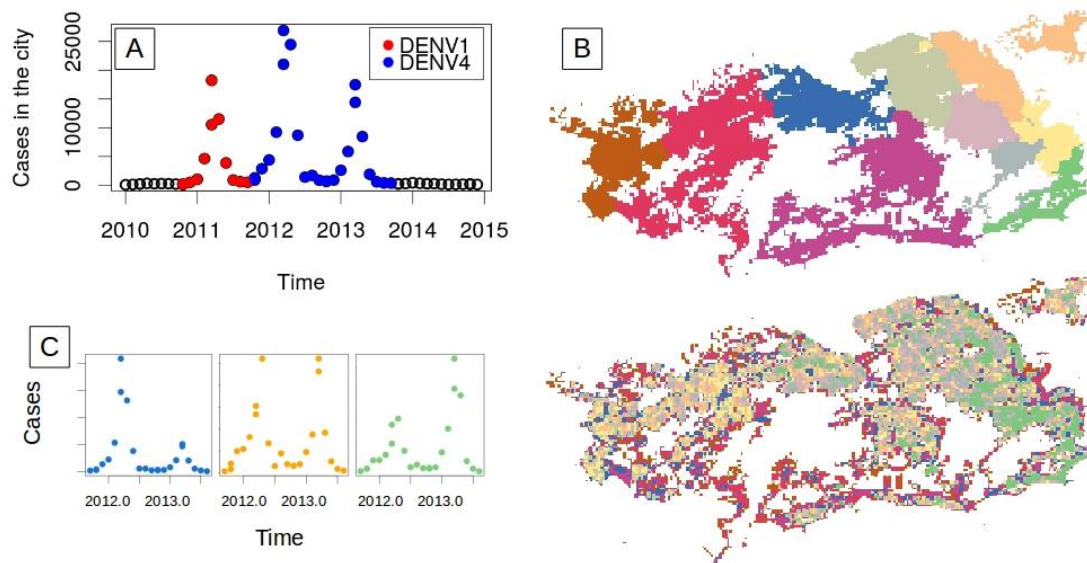 A
DENV1
DENV4
Cases in the city
25000
10000
0
2010 2011 2012 2013 2014 2015
Time
B
C
Cases
2012.0 2013.0 2012.0 2013.0 2012.0 2013.0
Time